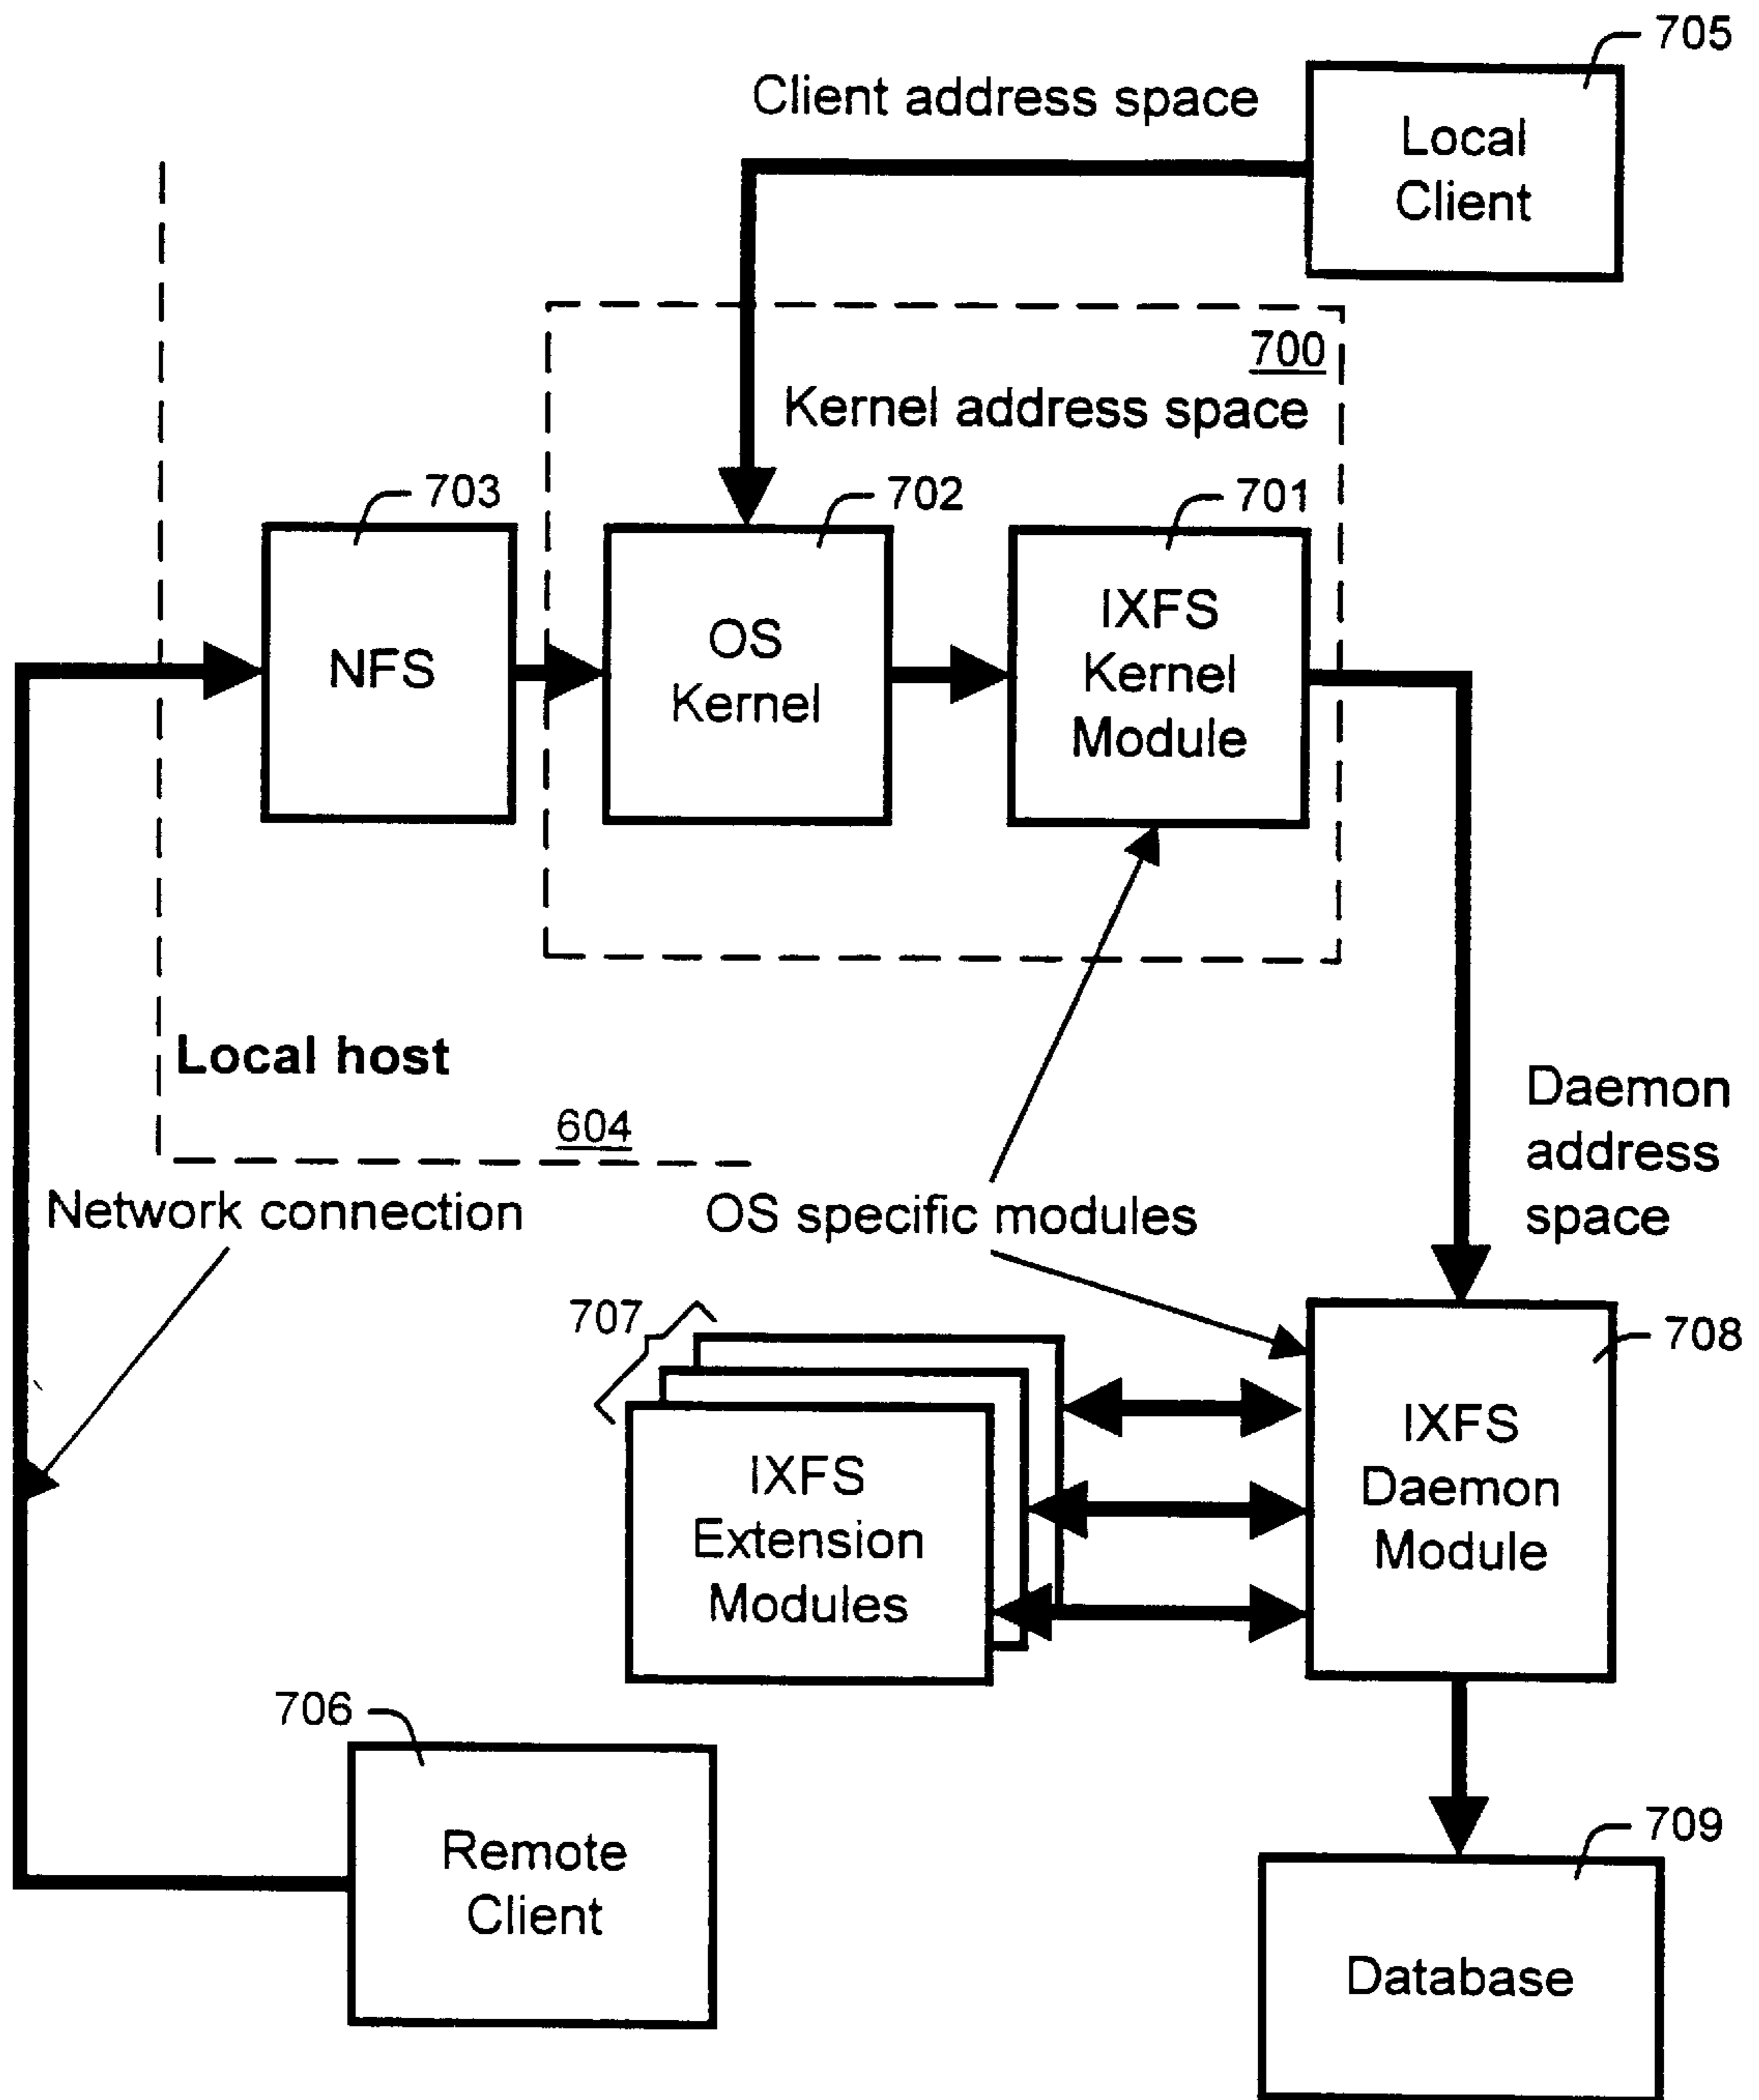 705
Client address space
Local
Client
700
Kernel address space
703
702
701
NFS
OS
Kernel
IXFS
Kernel
Module
Local host
604
Daemon
address
space
Network connection
OS specific modules
707
708
IXFS
Extension
Modules
IXFS
Daemon
Module
706
Remote
Client
709
Database